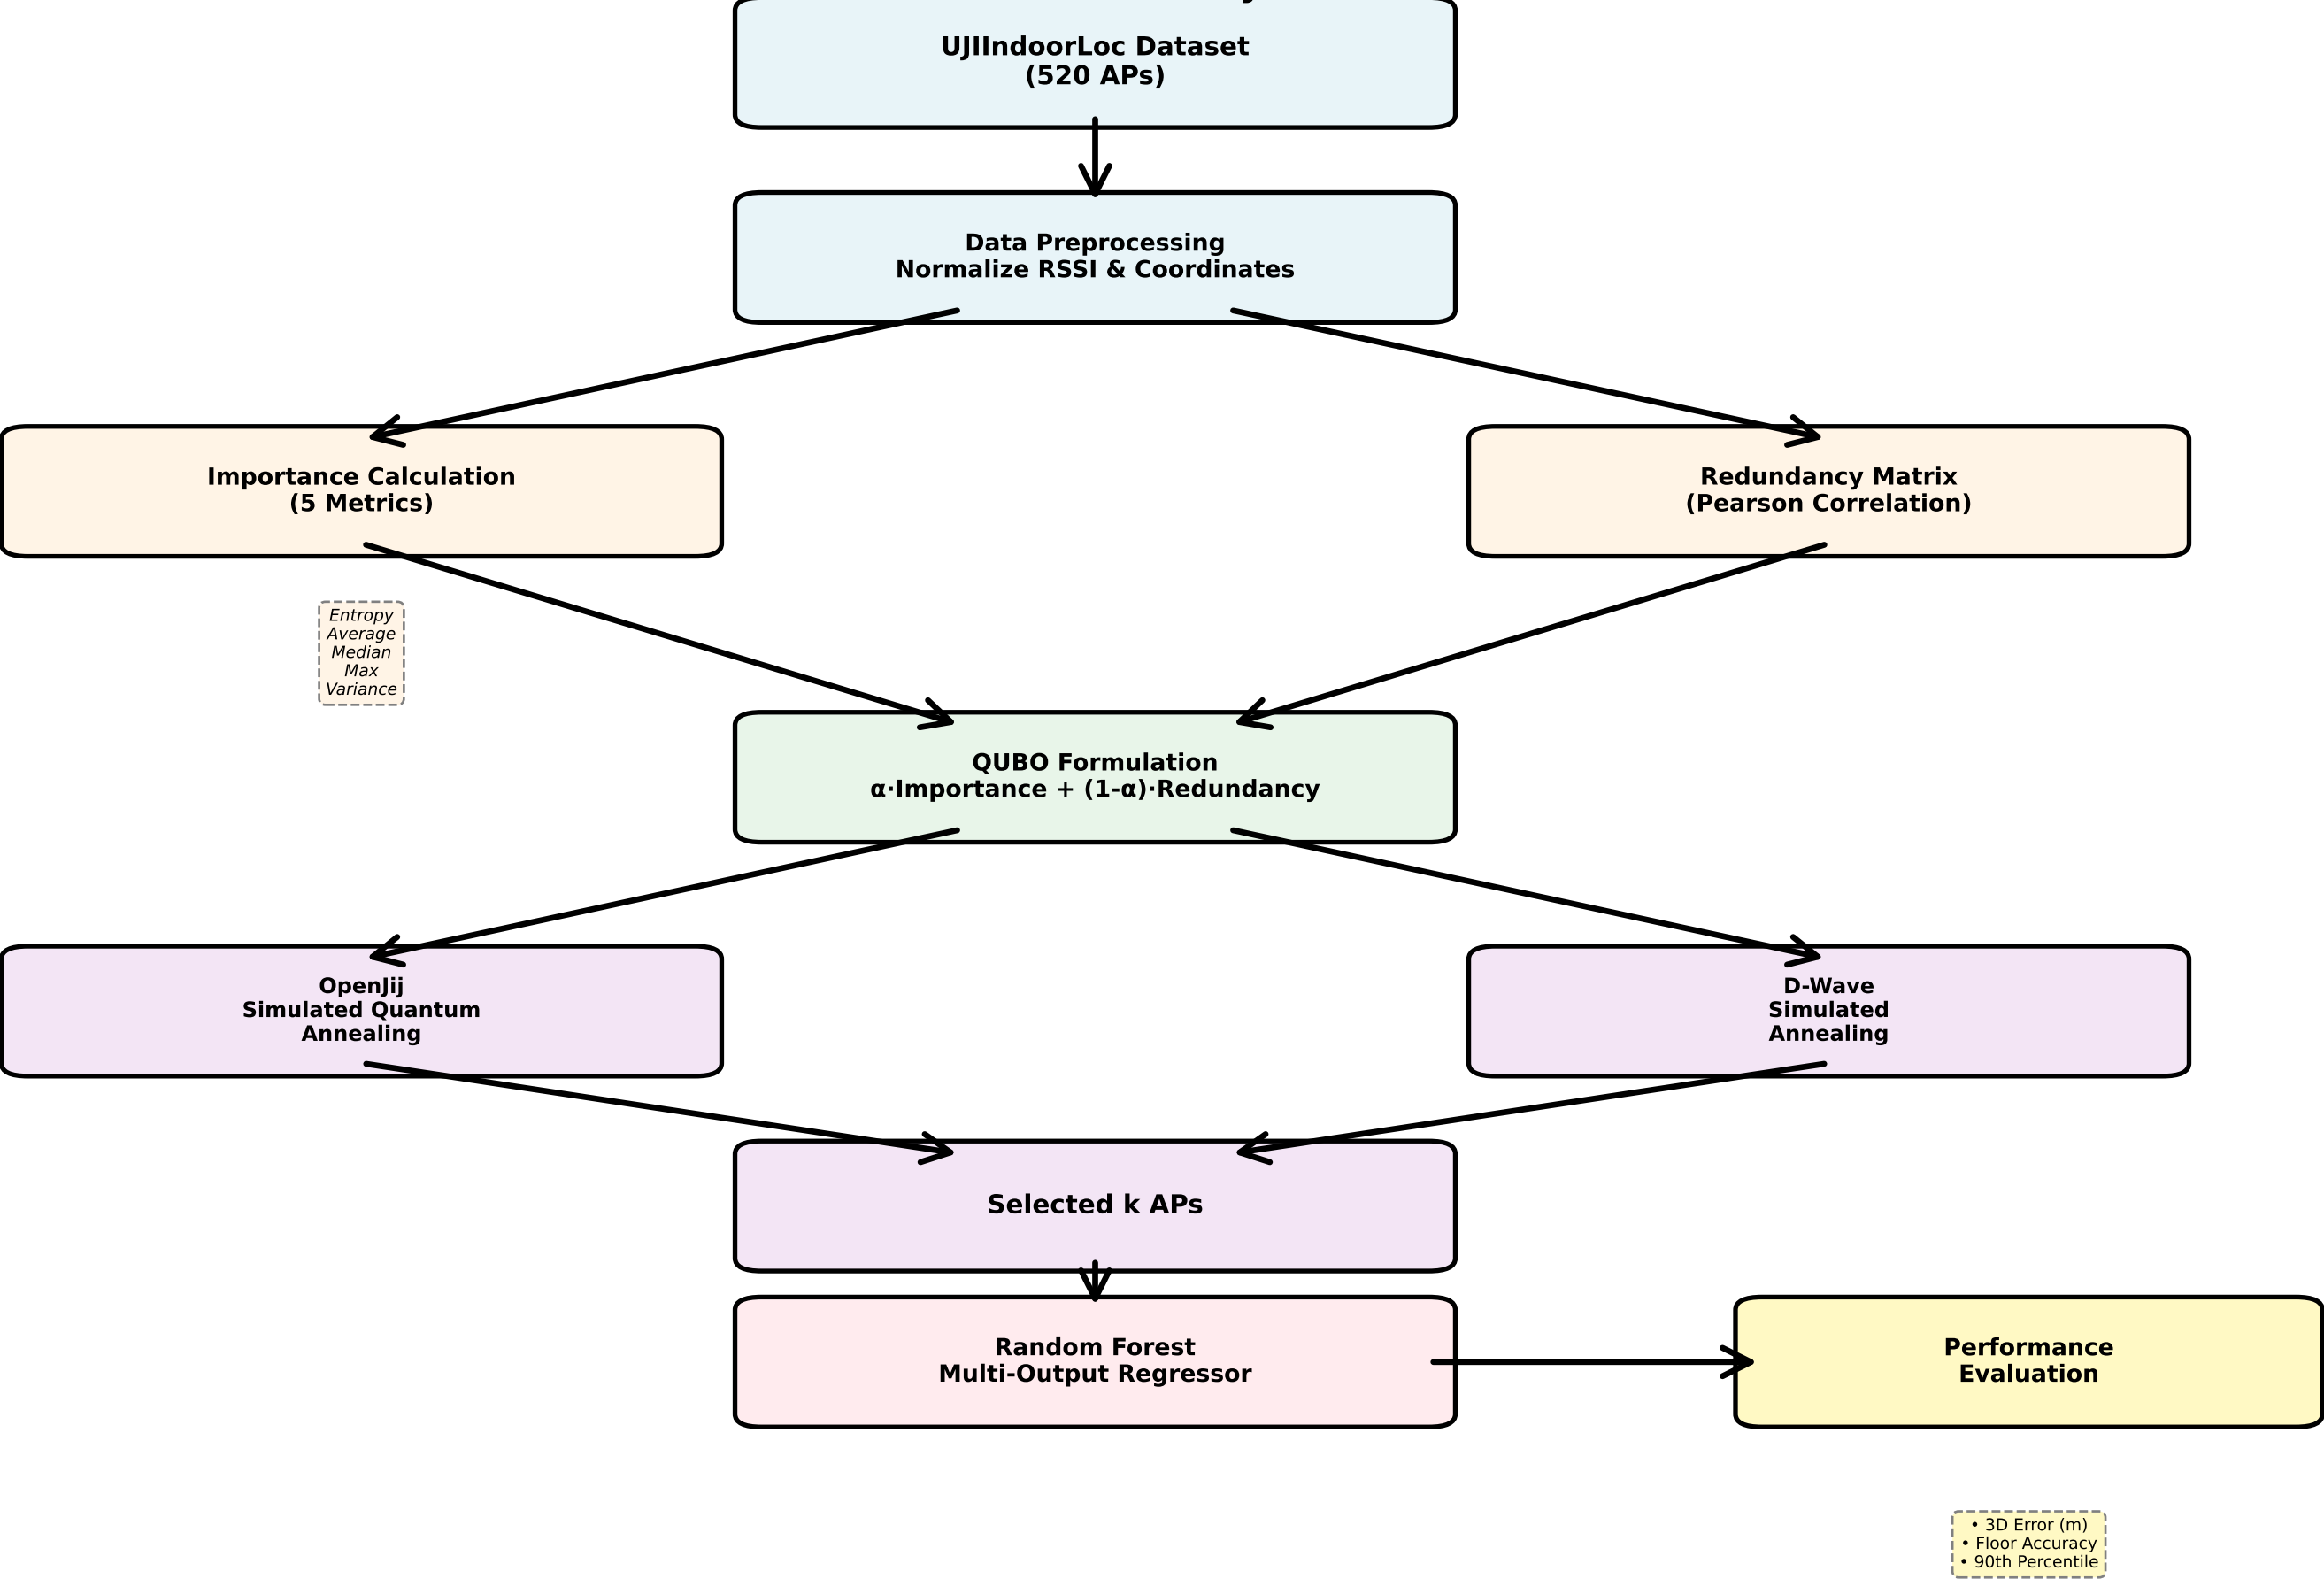 UJIIndoorLoc Dataset
(520 APs)
Data Preprocessing
Normalize RSSI & Coordinates
Importance Calculation
(5 Metrics)
Redundancy Matrix
(Pearson Correlation)
Entropy
Average
Median
Max
Variance
QUBO Formulation
α·Importance + (1-α)·Redundancy
OpenJij
Simulated Quantum
Annealing
D-Wave
Simulated
Annealing
Selected k APs
Random Forest
Multi-Output Regressor
Performance
Evaluation
• 3D Error (m)
• Floor Accuracy
• 90th Percentile